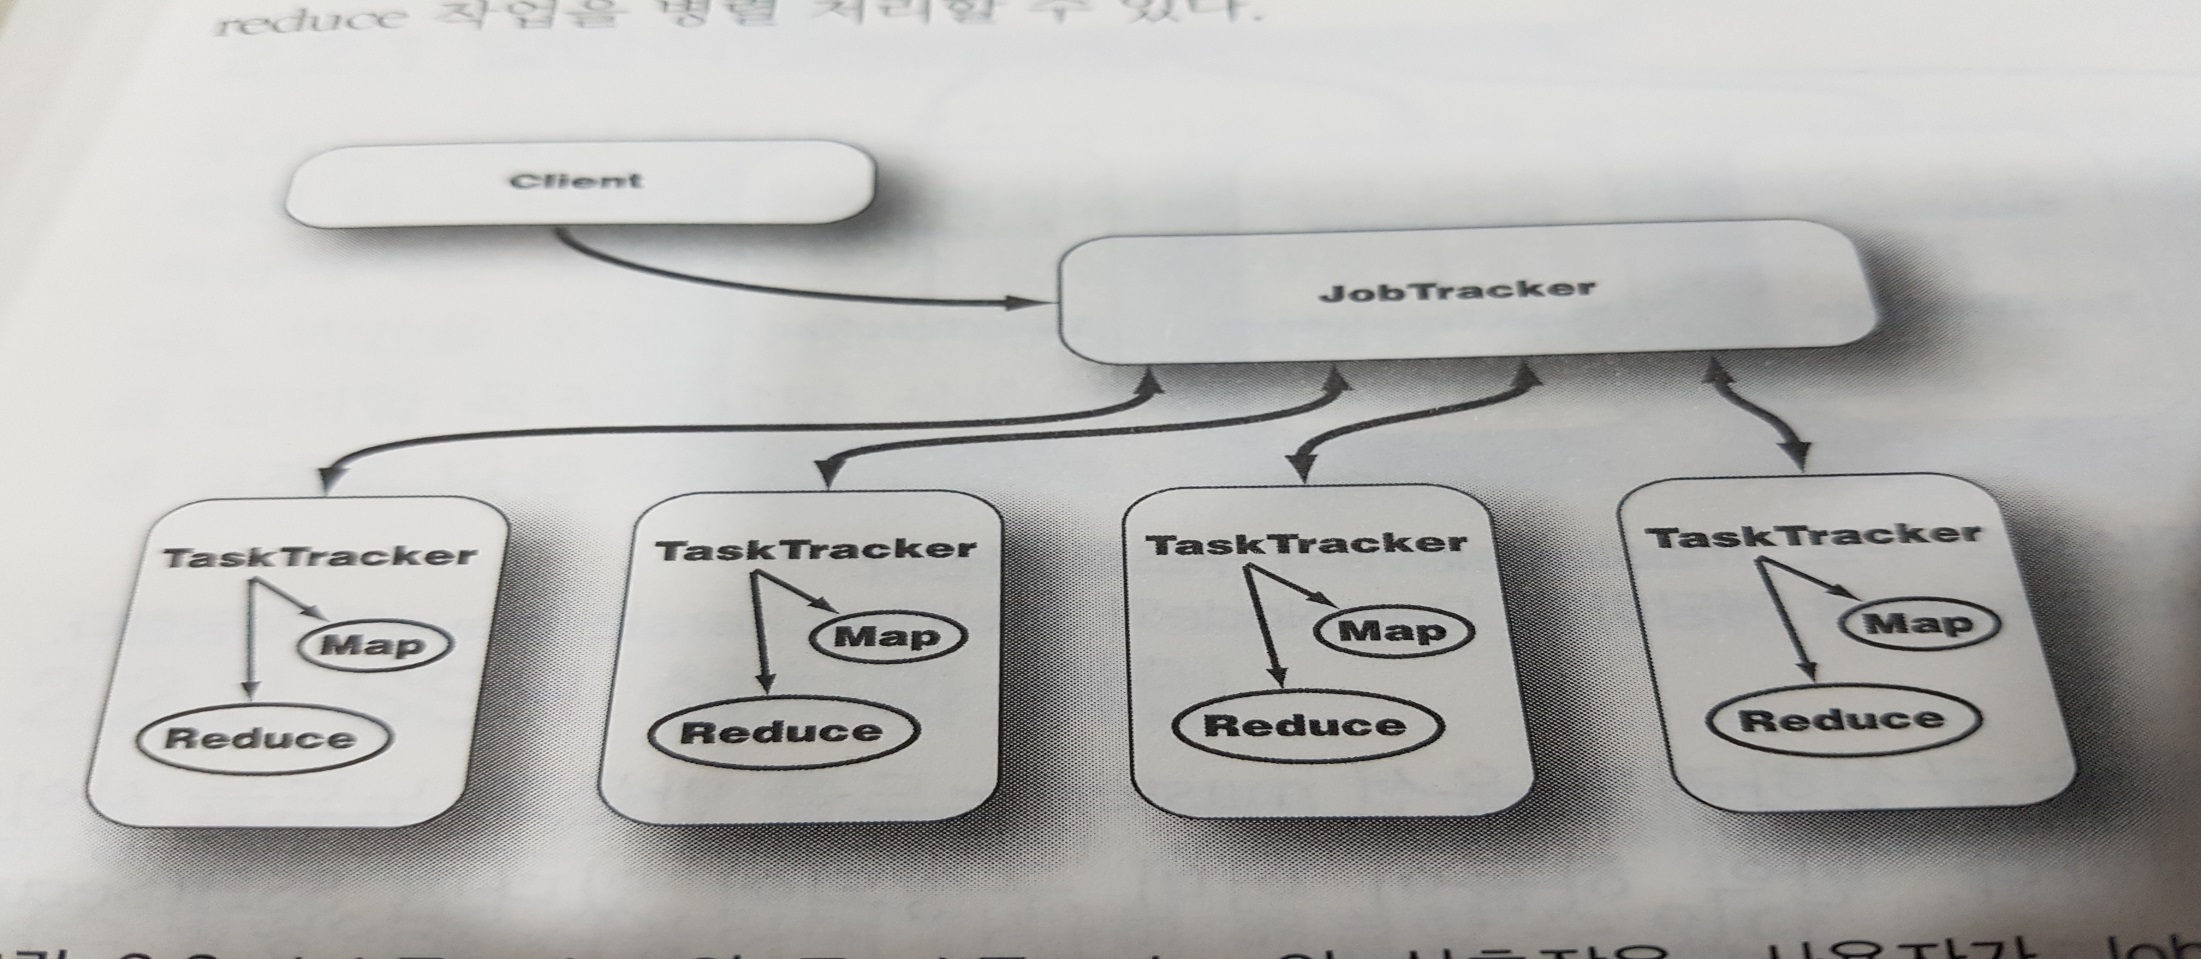 reduce 작업을 병렬 처리할 수 있다.
Client
JobTracker
TaskTracker
Map
Reduce
TaskTracker
Map
Reduce
TaskTracker
Map
Reduce
TaskTracker
Map
Reduce